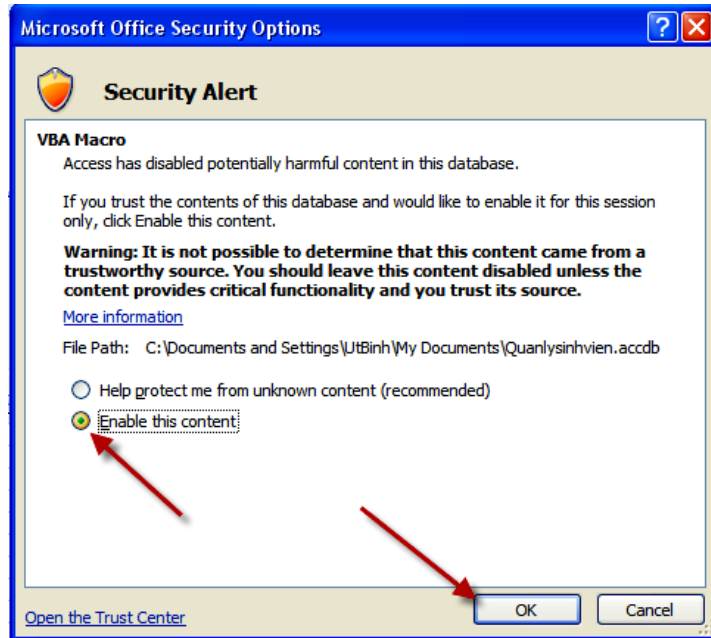 Microsoft Office Security Options
Security Alert
VBA Macro
Access has disabled potentially harmful content in this database.
If you trust the contents of this database and would like to enable it for this session
only, click Enable this content.
Warning: It is not possible to determine that this content came from a
trustworthy source. You should leave this content disabled unless the
content provides critical functionality and you trust its source.
More information
File Path: C:\Documents and Settings\UtBinh\My Documents\Quanlysinhvien.accdb
Help protect me from unknown content (recommended)
Enable this content
Open the Trust Center
OK
Cancel